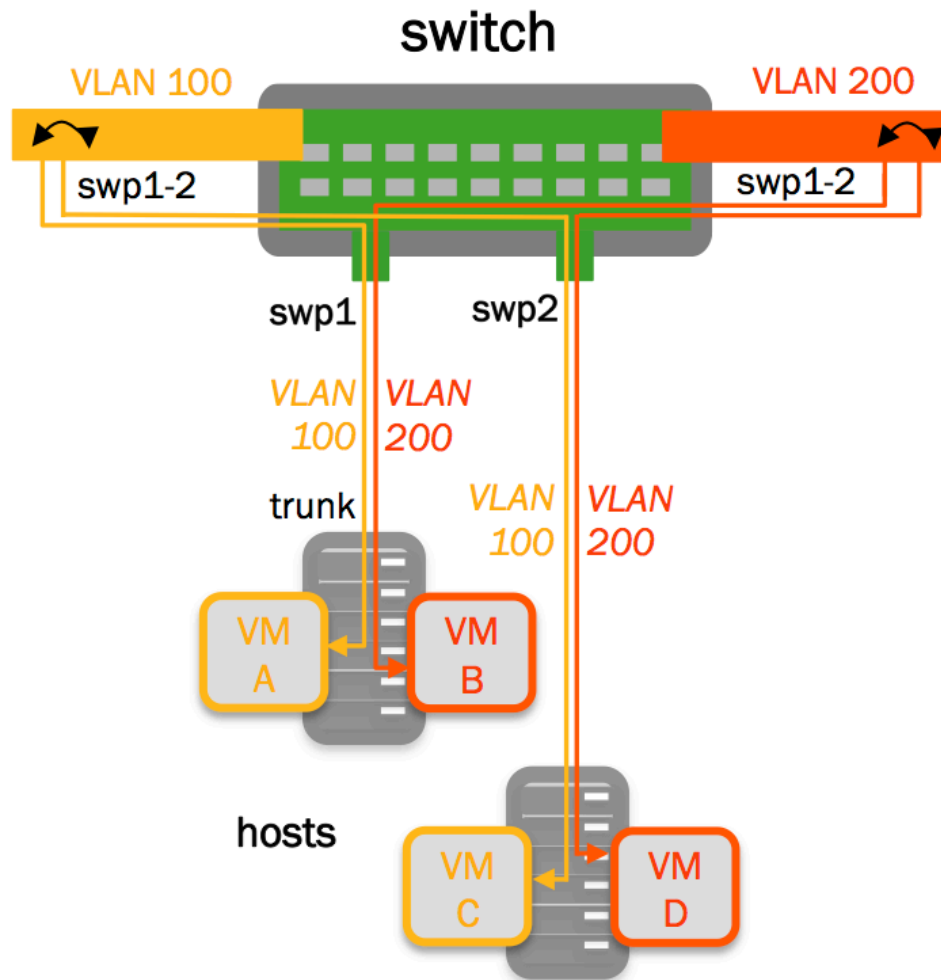 switch
VLAN 100
VLAN 200
swp1-2
swp1-2
swp1
swp2
VLAN
100
VLAN
200
VLAN
100
VLAN
200
trunk
VM
A
VM
B
hosts
VM
C
VM
D